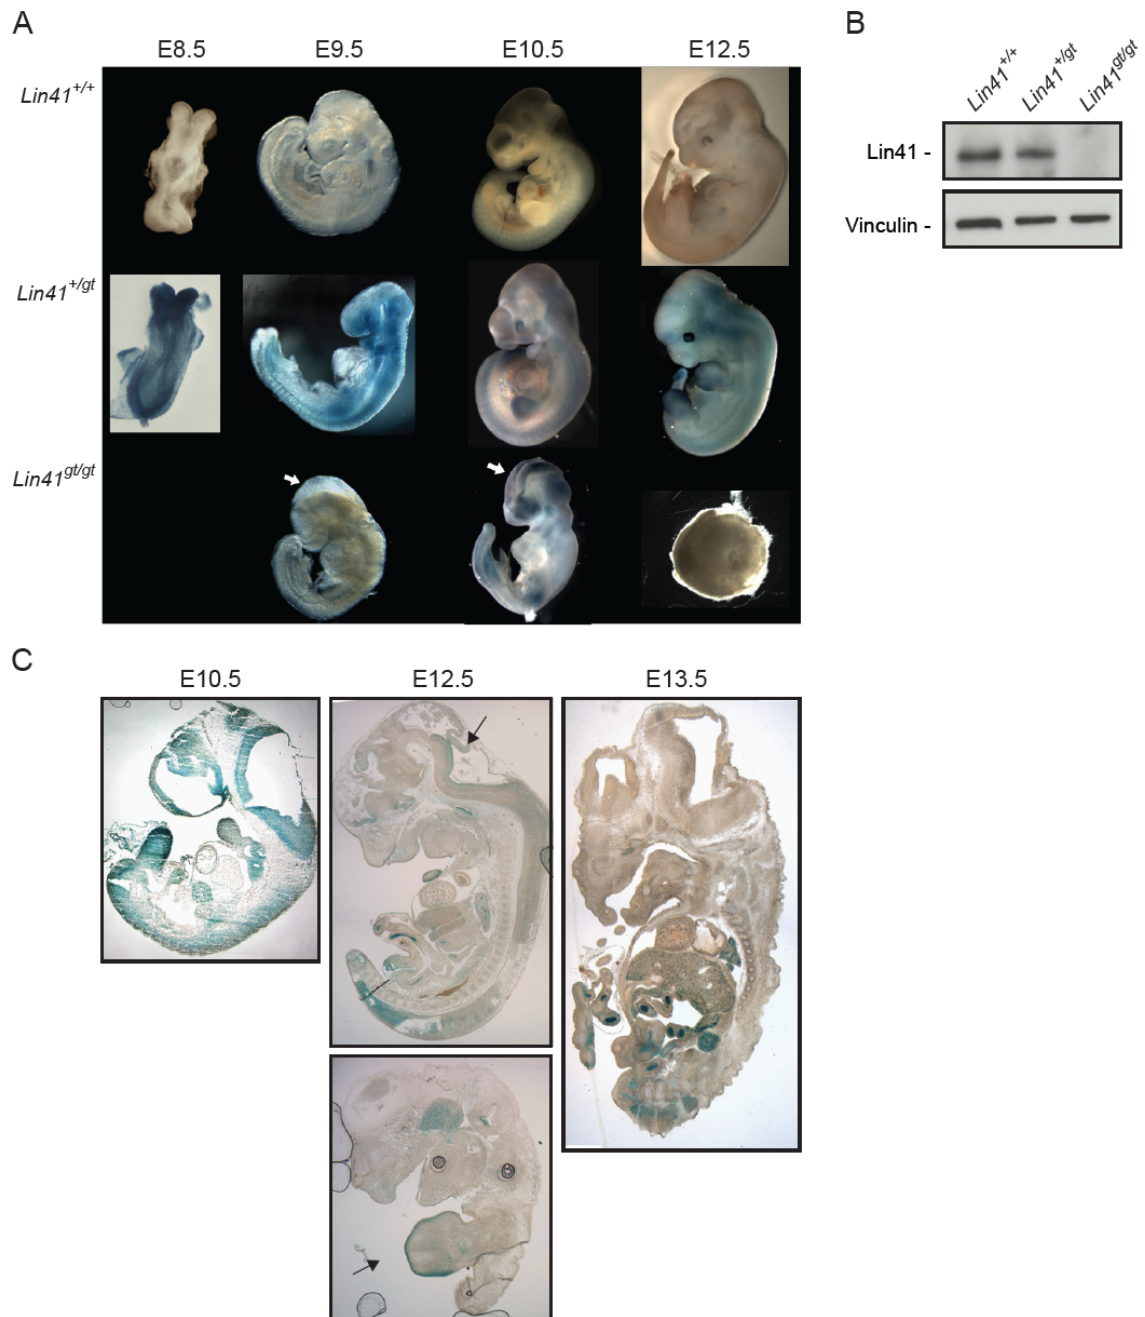 A
E8.5 E9.5 E10.5 E12.5
Lin41+/+
Lin41+/gt
Lin41gt/gt
B
Lin41+/+ Lin41+/gt Lin41gt/gt
Lin41 -
Vinculin -
C
E10.5 E12.5 E13.5